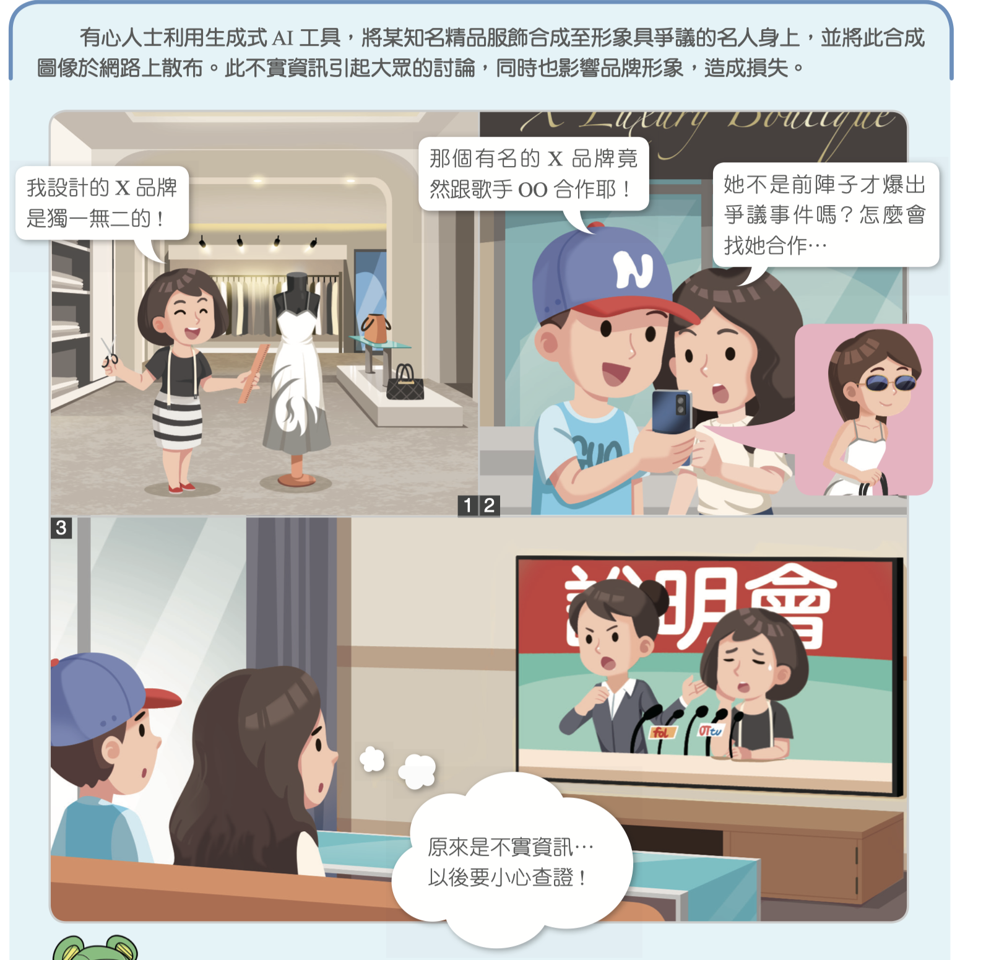 有心人士利用生成式 AI 工具，將某知名精品服飾合成至形象具爭議的名人身上，並將此合成
圖像於網路上散布。此不實資訊引起大眾的討論，同時也影響品牌形象，造成損失。
X Luxury Boutique
我設計的 X 品牌
是獨一無二的！
那個有名的 X 品牌竟
然跟歌手 OO 合作耶！
她不是前陣子才爆出
爭議事件嗎？怎麼會
找她合作…
N
1 2
3
說明會
fol
OTtv
原來是不實資訊…
以後要小心查證！